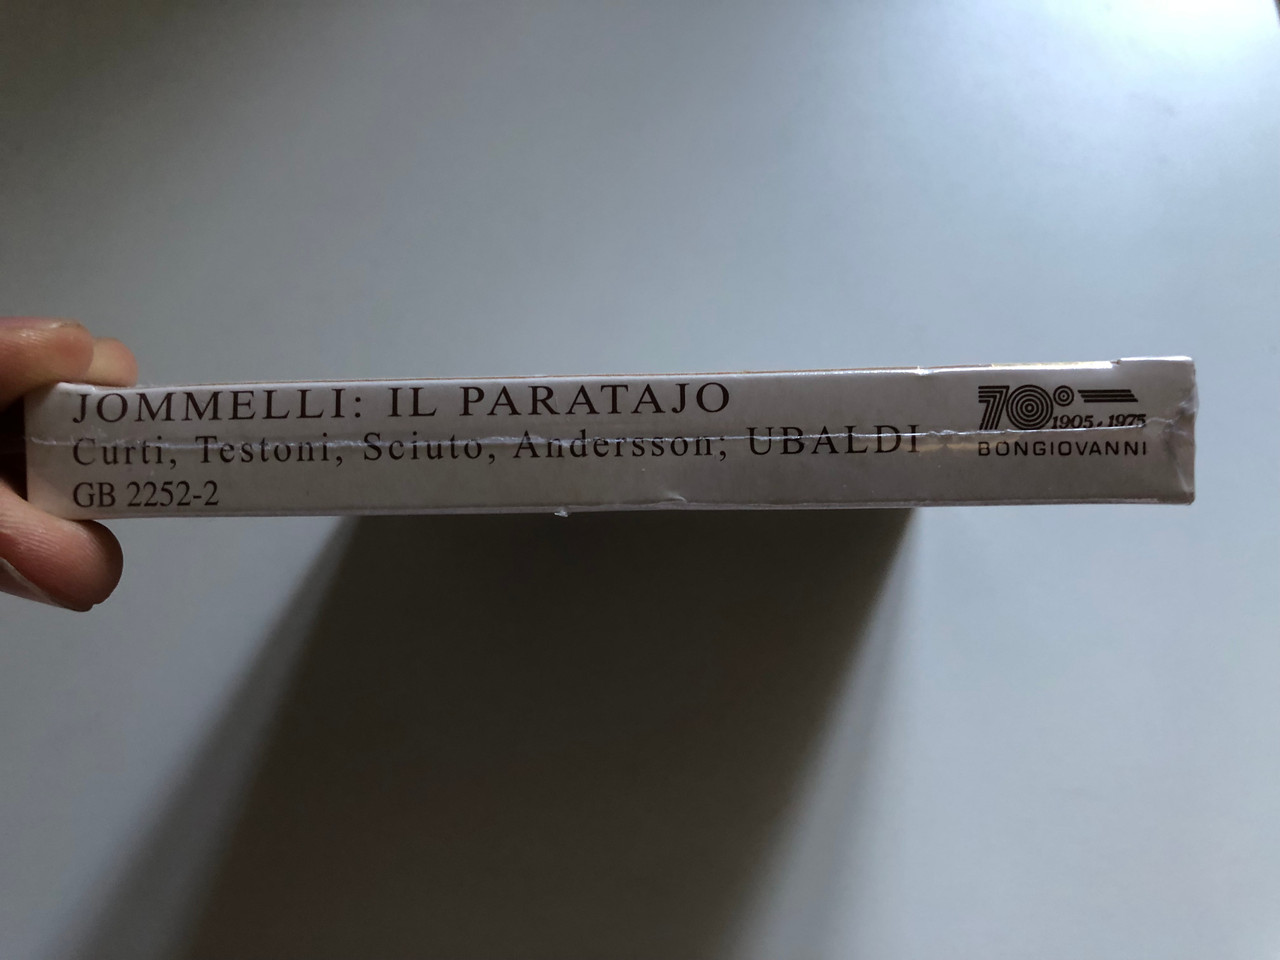 JOMMELLI: IL PARATAJO
Curti, Testoni, Sciuto, Andersson; UBALDI
GB 2252-2
70° 1905-1975
BONGIOVANNI